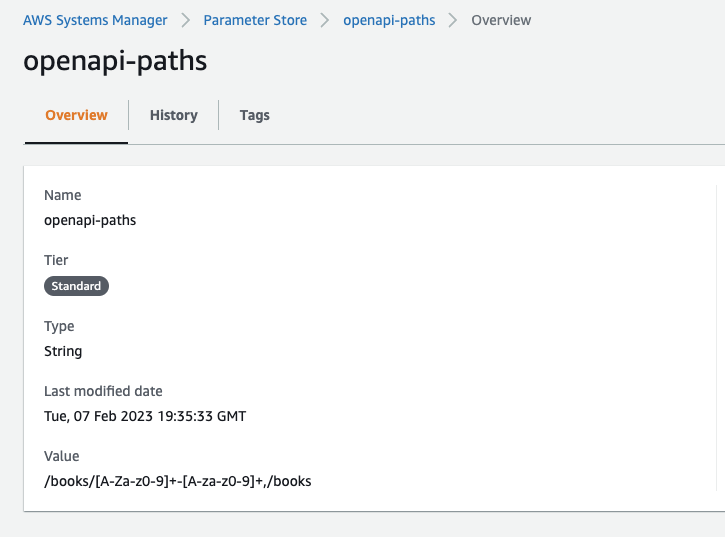 AWS Systems Manager > Parameter Store > openapi-paths > Overview
openapi-paths
Overview History Tags
Name
openapi-paths
Tier
Standard
Type
String
Last modified date
Tue, 07 Feb 2023 19:35:33 GMT
Value
/books/[A-Za-z0-9]+-[A-za-z0-9]+,/books